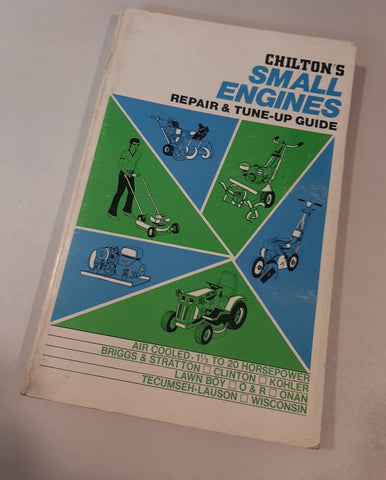 CHILTON'S
SMALL
ENGINES
REPAIR & TUNE-UP GUIDE
AIR COOLED, 1½ TO 20 HORSEPOWER
BRIGGS & STRATTON □ CLINTON □ KOHLER
LAWN BOY □ O & R □ ONAN
TECUMSEH-LAUSON □ WISCONSIN